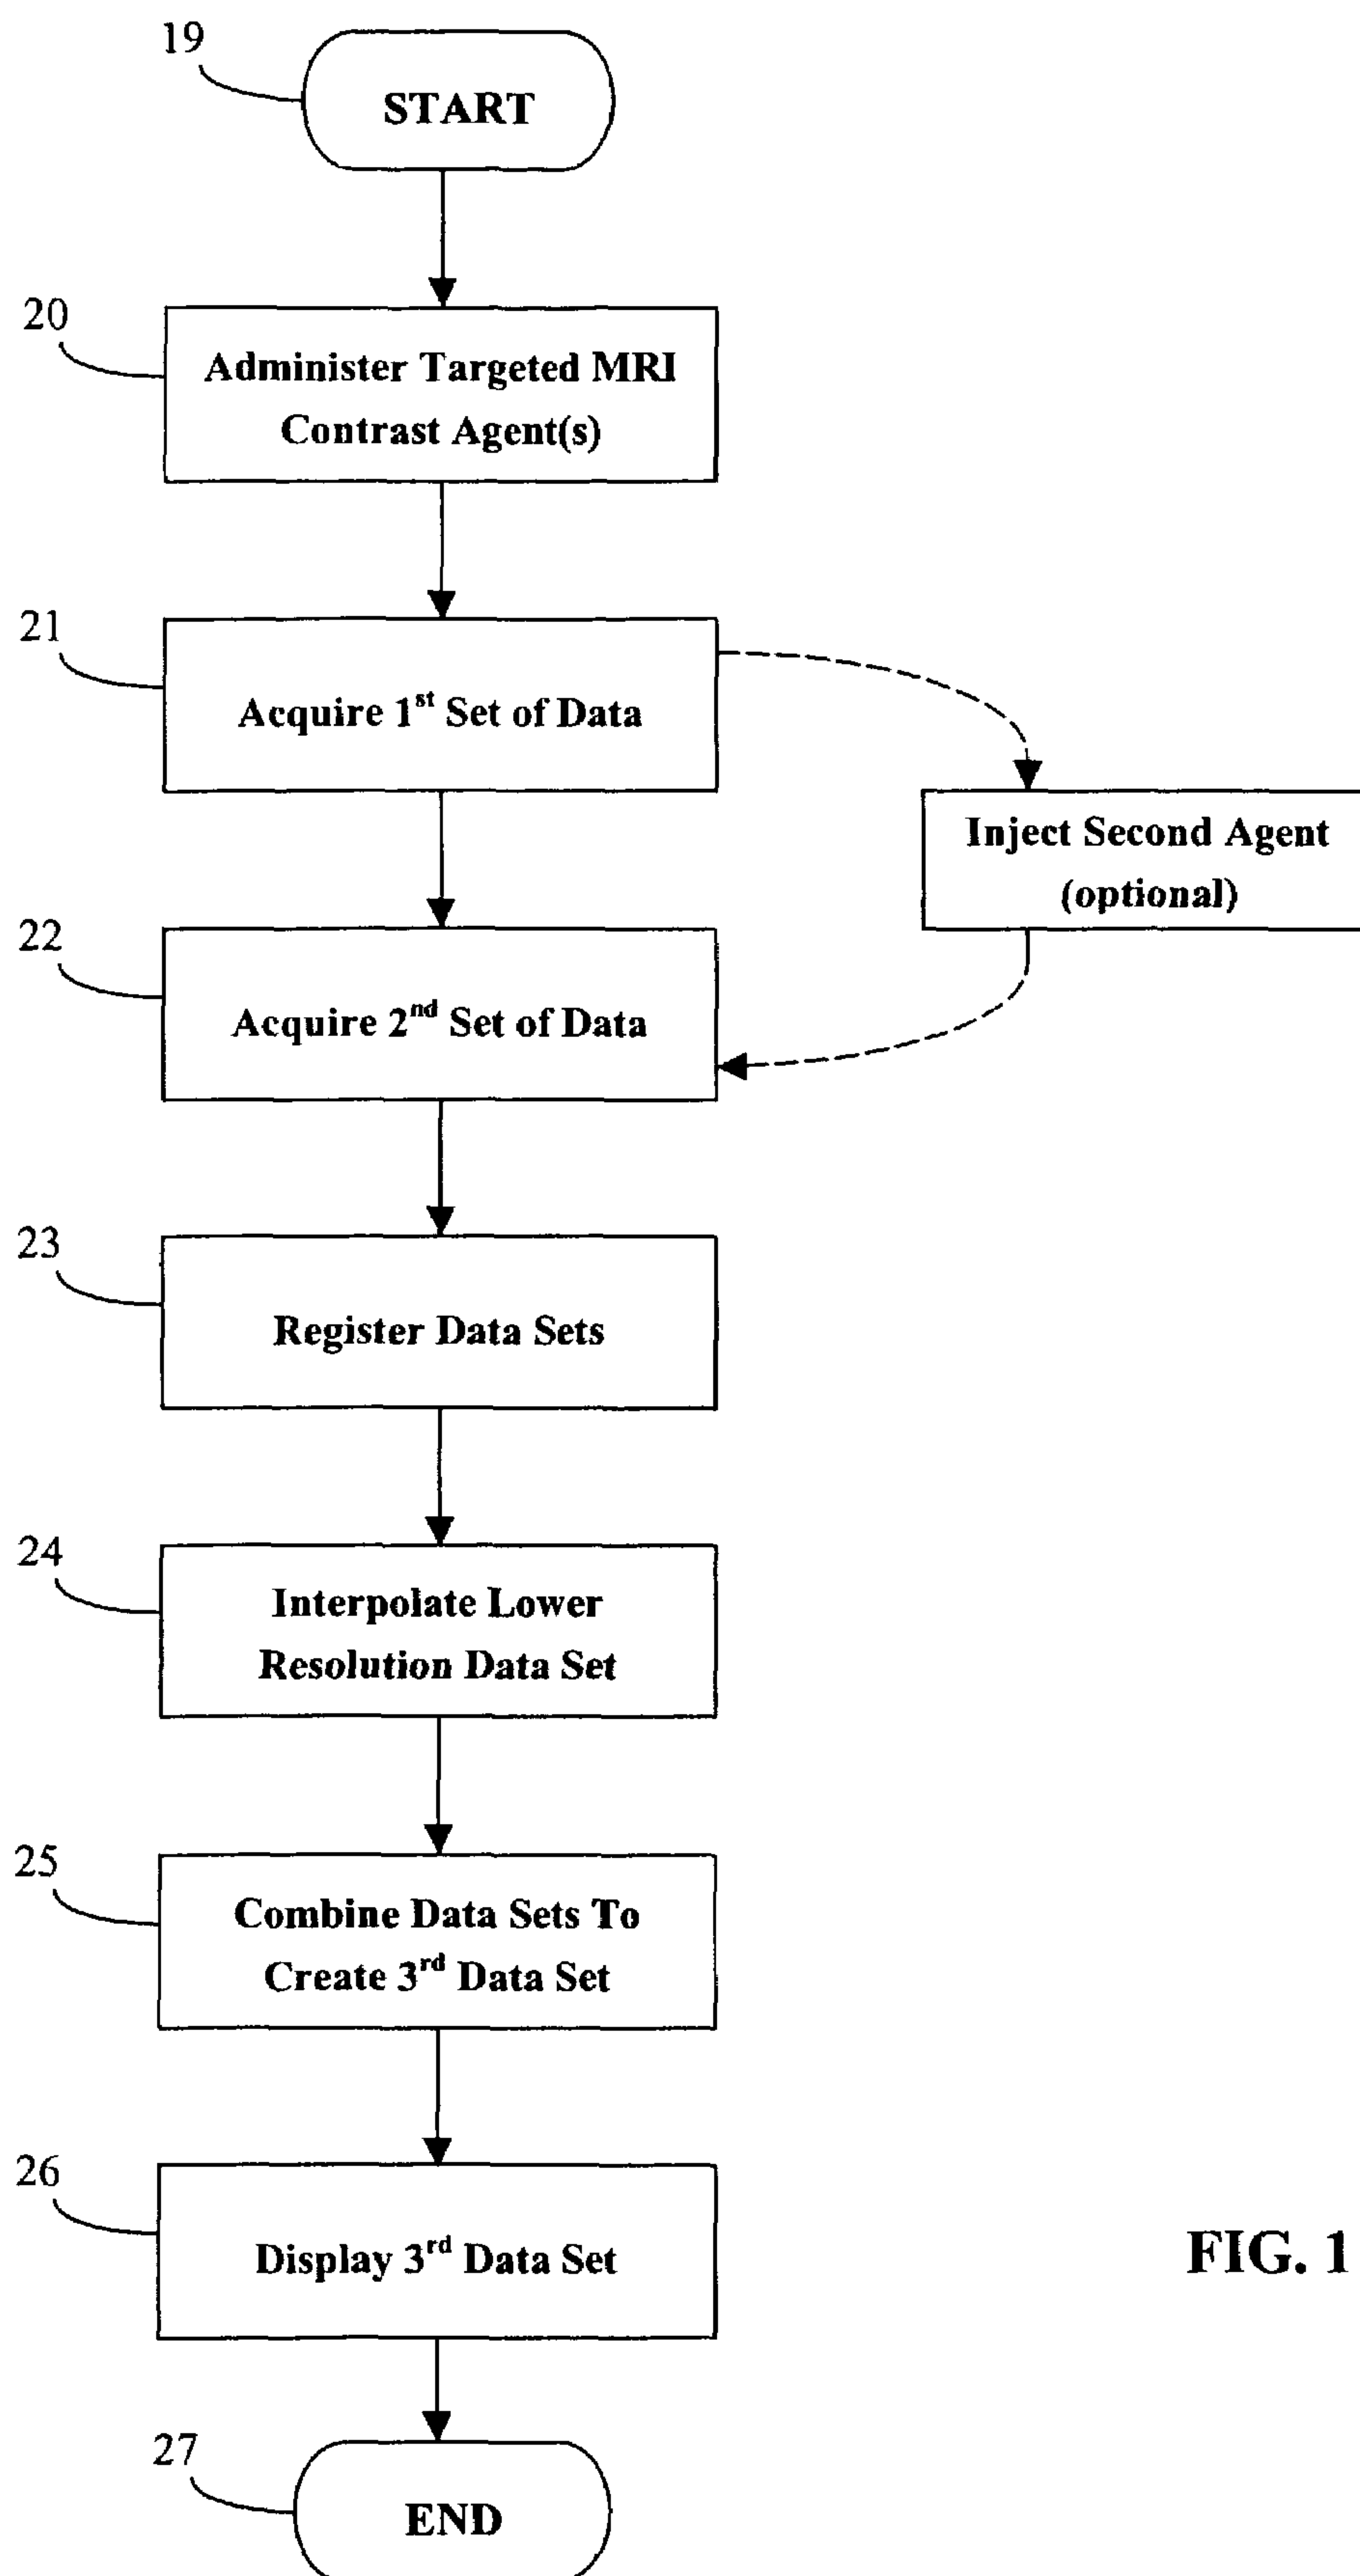 19
START
20
Administer Targeted MRI
Contrast Agent(s)
21
Acquire 1st Set of Data
Inject Second Agent
(optional)
22
Acquire 2nd Set of Data
23
Register Data Sets
24
Interpolate Lower
Resolution Data Set
25
Combine Data Sets To
Create 3rd Data Set
26
Display 3rd Data Set
FIG. 1
27
END